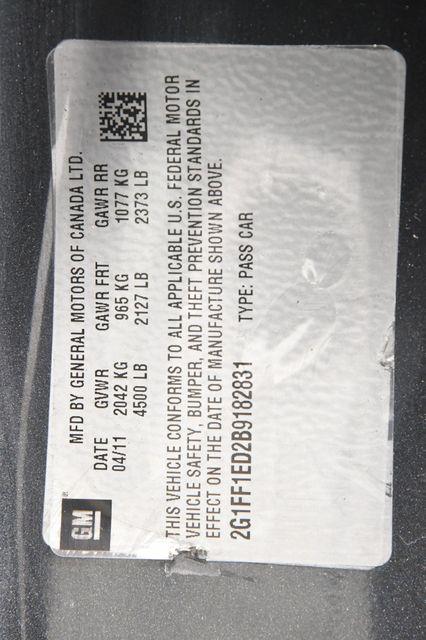 GM
MFD BY GENERAL MOTORS OF CANADA LTD.
DATE GVWR GAWR FRT GAWR RR
04/11 2042 KG 965 KG 1077 KG
4500 LB 2127 LB 2373 LB
THIS VEHICLE CONFORMS TO ALL APPLICABLE U.S. FEDERAL MOTOR
VEHICLE SAFETY, BUMPER, AND THEFT PREVENTION STANDARDS IN
EFFECT ON THE DATE OF MANUFACTURE SHOWN ABOVE.
2G1FF1ED2B9182831 TYPE: PASS CAR